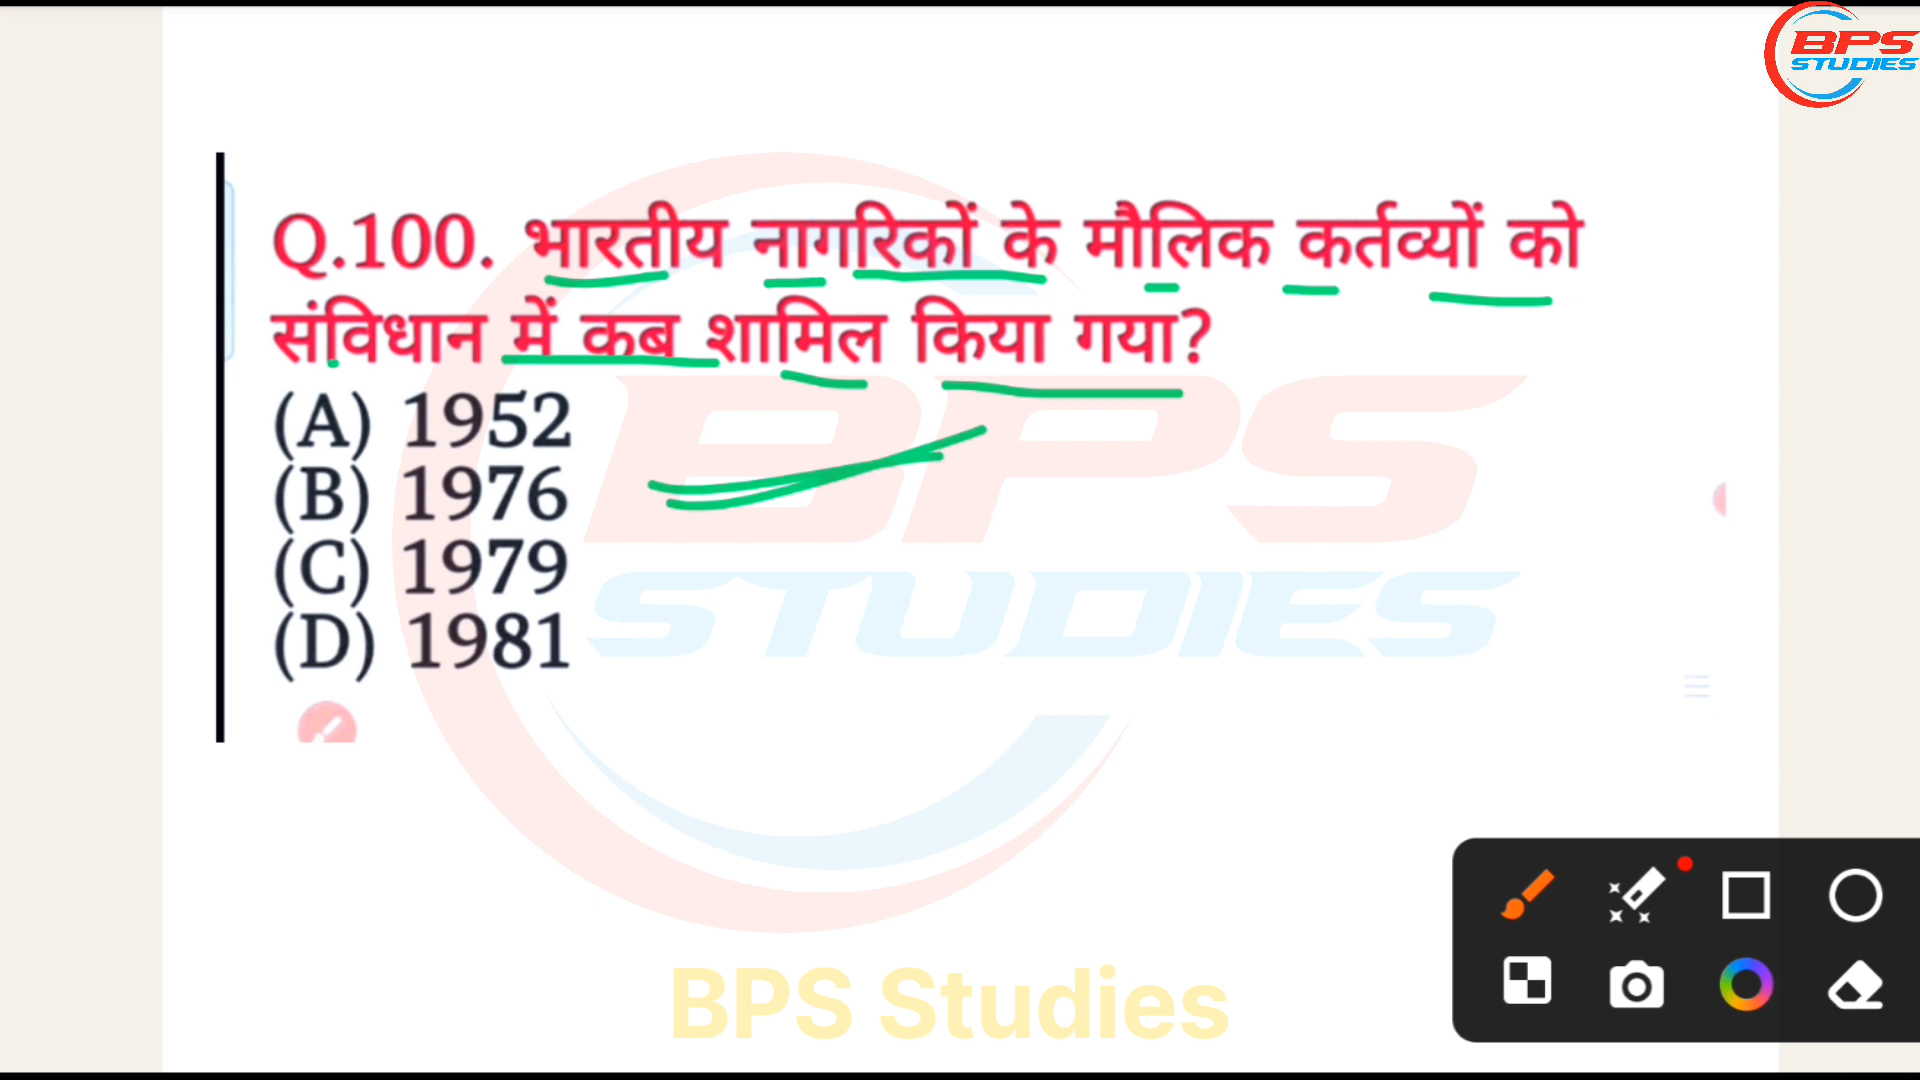 BPS
STUDIES
Q.100. भारतीय नागरिकों के मौलिक कर्तव्यों को
संविधान में कब शामिल किया गया?
(A) 1952
(B) 1976
(C) 1979
(D) 1981
BPS
STUDIES
BPS Studies